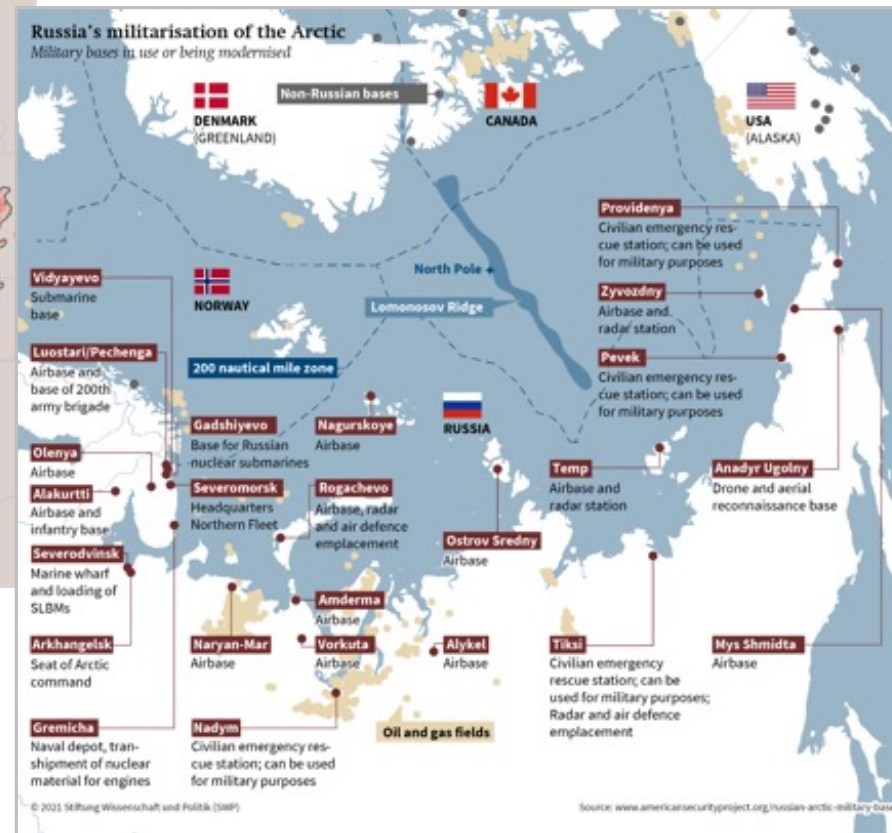 Russia's militarisation of the Arctic
Military bases in use or being modernised
DENMARK
(GREENLAND)
Non-Russian bases
CANADA
USA
(ALASKA)
Providenya
Civilian emergency res-
cue station; can be used
for military purposes
North Pole
Vidyayevo
Submarine
base
NORWAY
Lomonosov Ridge
Zyvozdny
Airbase and
radar station
Luostari/Pechenga
Airbase and
base of 200th
army brigade
200 nautical mile zone
Pevek
Civilian emergency res-
cue station; can be used
for military purposes
RUSSIA
Gadshiyevo
Base for Russian
nuclear submarines
Nagurskoye
Airbase
Olenya
Airbase
Temp
Airbase and
radar station
Anadyr Ugolny
Drone and aerial
reconnaissance base
Alakurtti
Airbase and
infantry base
Severomorsk
Headquarters
Northern Fleet
Rogachevo
Airbase, radar
and air defence
emplacement
Ostrov Sredny
Airbase
Severodvinsk
Marine wharf
and loading of
SLBMs
Amderma
Airbase
Arkhangelsk
Seat of Arctic
command
Naryan-Mar
Airbase
Vorkuta
Airbase
Alykel
Airbase
Tiksi
Civilian emergency
rescue station; can be
used for military purposes;
Radar and air defence
emplacement
Mys Shmidta
Airbase
Gremicha
Naval depot, tran-
shipment of nuclear
material for engines
Nadym
Civilian emergency res-
cue station; can be used
for military purposes
Oil and gas fields
© 2021 Stiftung Wissenschaft und Politik (SWP)
Source: www.americansecurityproject.org/russian-arctic-military-base